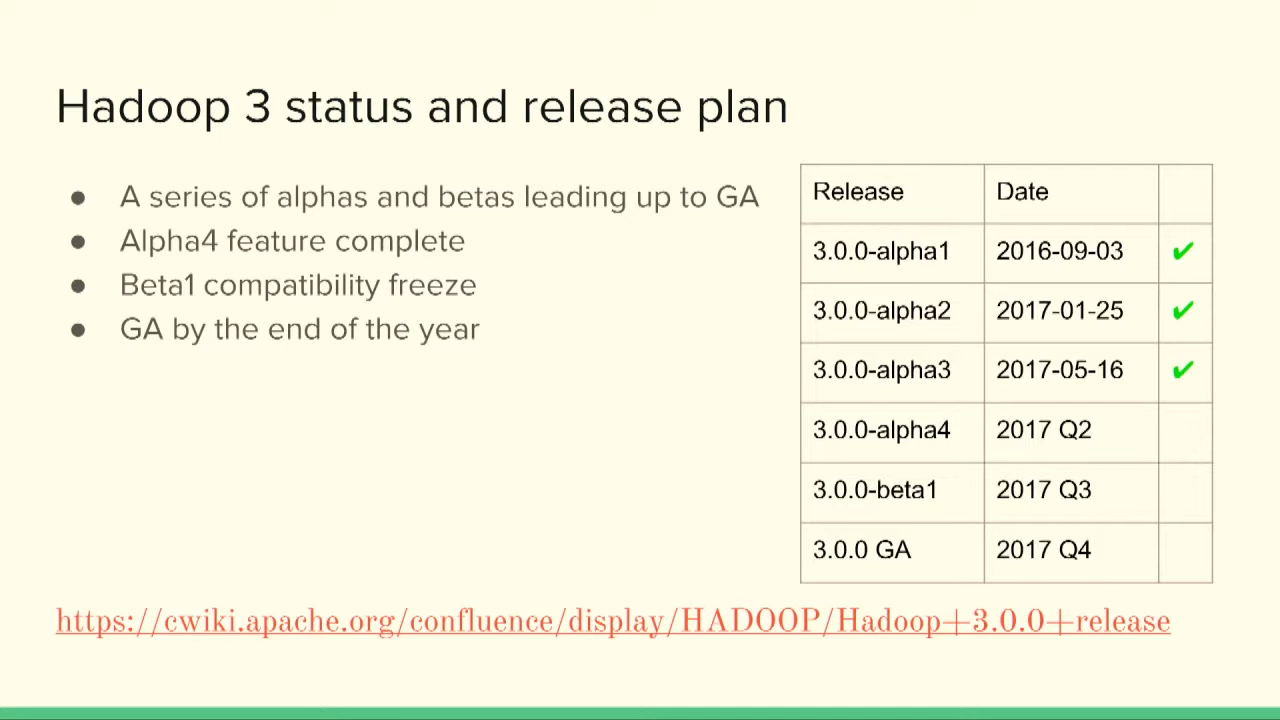 Hadoop 3 status and release plan
● A series of alphas and betas leading up to GA
● Alpha4 feature complete
● Beta1 compatibility freeze
● GA by the end of the year
Release Date
3.0.0-alpha1 2016-09-03 ✔
3.0.0-alpha2 2017-01-25 ✔
3.0.0-alpha3 2017-05-16 ✔
3.0.0-alpha4 2017 Q2
3.0.0-beta1 2017 Q3
3.0.0 GA 2017 Q4
https://cwiki.apache.org/confluence/display/HADOOP/Hadoop+3.0.0+release